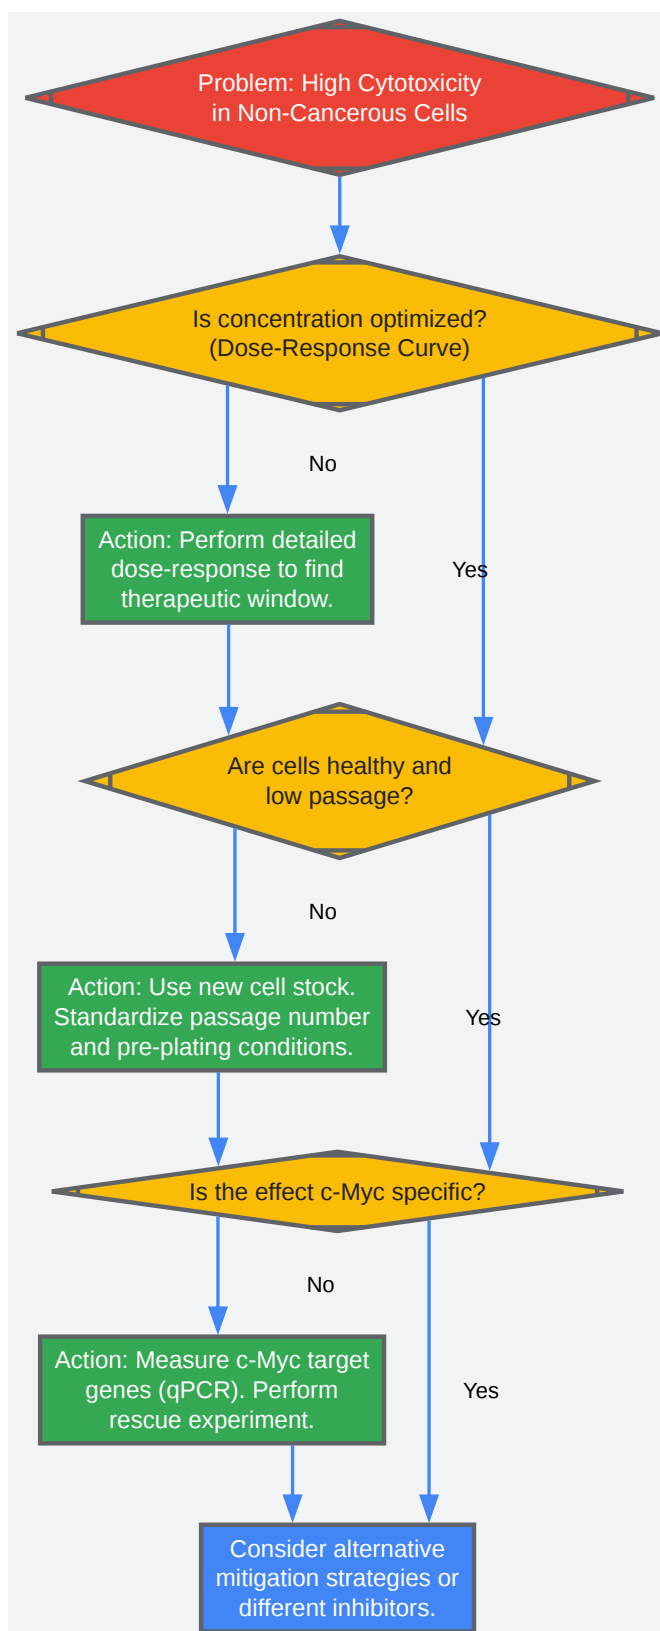 Problem: High Cytotoxicity
in Non-Cancerous Cells
Is concentration optimized?
(Dose-Response Curve)
No
Action: Perform detailed
dose-response to find
therapeutic window.
Yes
Are cells healthy and
low passage?
No
Action: Use new cell stock.
Standardize passage number
and pre-plating conditions.
Yes
Is the effect c-Myc specific?
No
Action: Measure c-Myc target
genes (qPCR). Perform
rescue experiment.
Yes
Consider alternative
mitigation strategies or
different inhibitors.